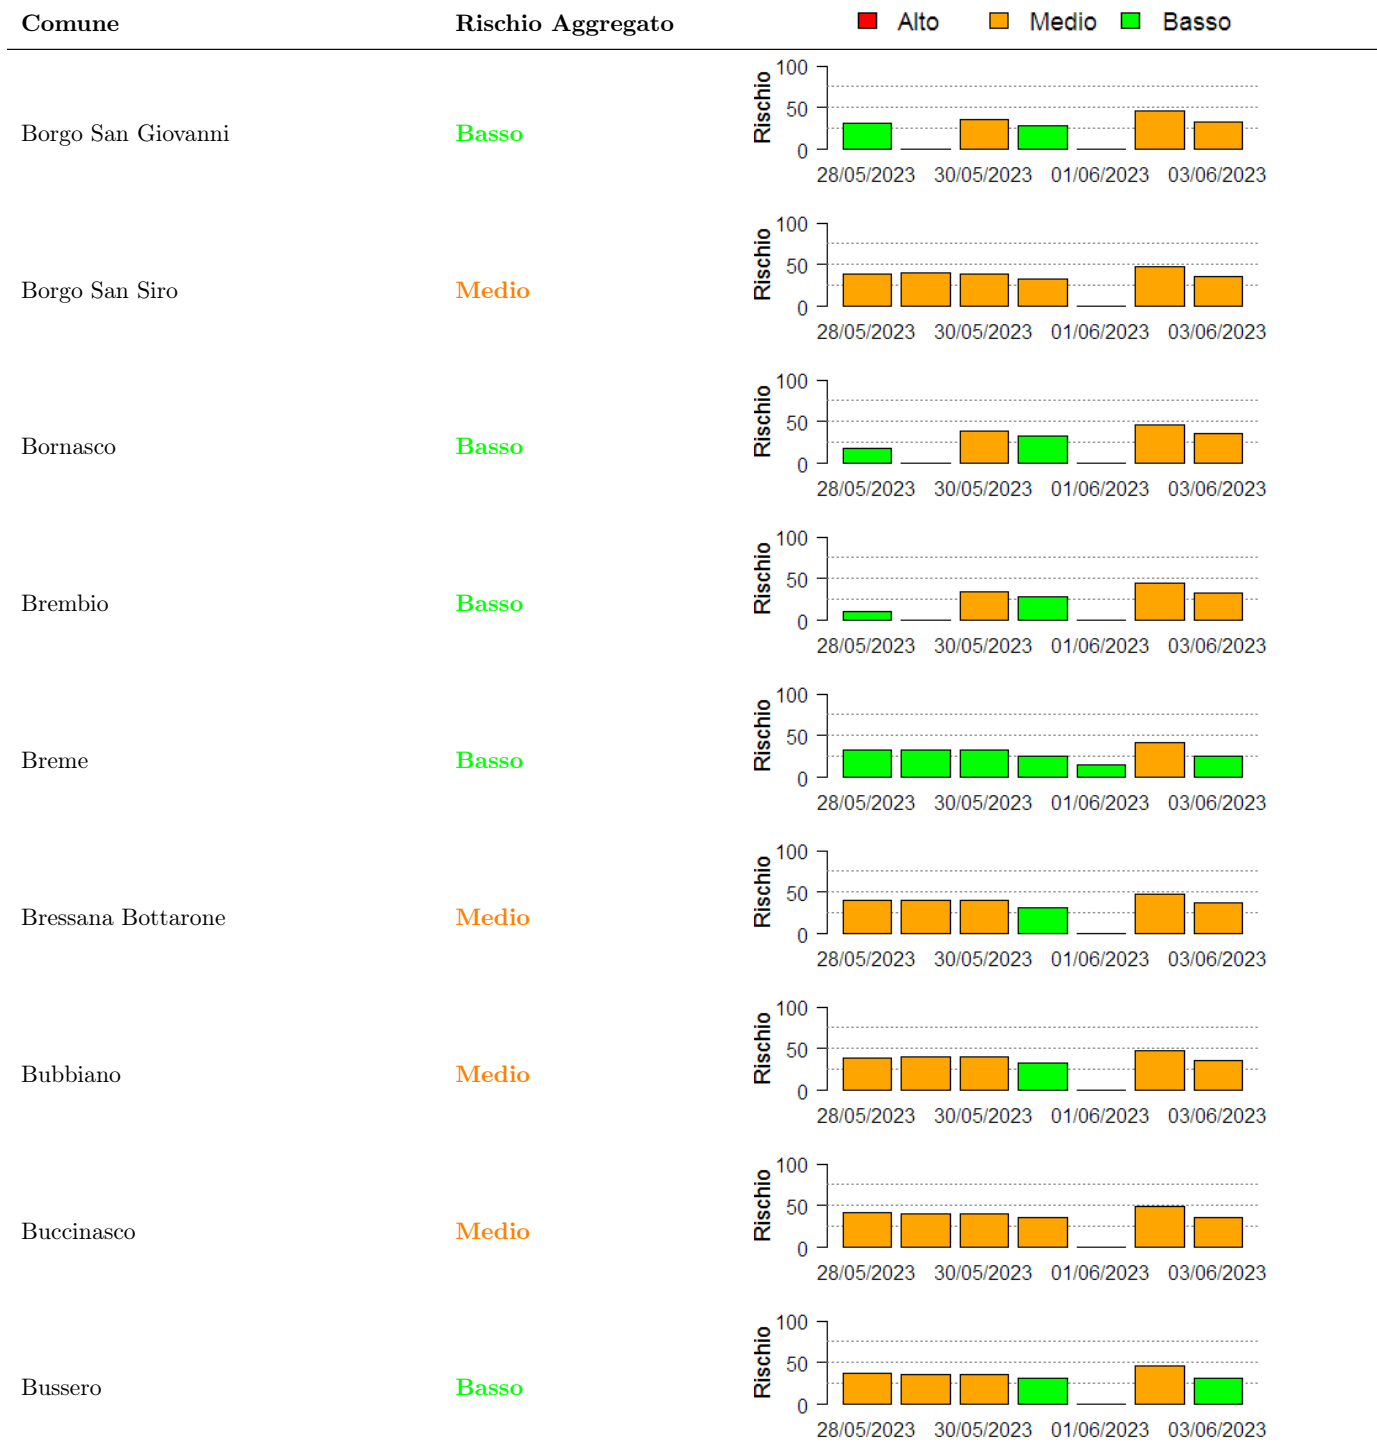 Comune Rischio Aggregato Alto Medio Basso
100
50
0
Rischio
Borgo San Giovanni Basso
28/05/2023 30/05/2023 01/06/2023 03/06/2023
100
50
0
Rischio
Borgo San Siro Medio
28/05/2023 30/05/2023 01/06/2023 03/06/2023
100
50
0
Rischio
Bornasco Basso
28/05/2023 30/05/2023 01/06/2023 03/06/2023
100
50
0
Rischio
Brembio Basso
28/05/2023 30/05/2023 01/06/2023 03/06/2023
100
50
0
Rischio
Breme Basso
28/05/2023 30/05/2023 01/06/2023 03/06/2023
100
50
0
Rischio
Bressana Bottarone Medio
28/05/2023 30/05/2023 01/06/2023 03/06/2023
100
50
0
Rischio
Bubbiano Medio
28/05/2023 30/05/2023 01/06/2023 03/06/2023
100
50
0
Rischio
Buccinasco Medio
28/05/2023 30/05/2023 01/06/2023 03/06/2023
100
50
0
Rischio
Bussero Basso
28/05/2023 30/05/2023 01/06/2023 03/06/2023